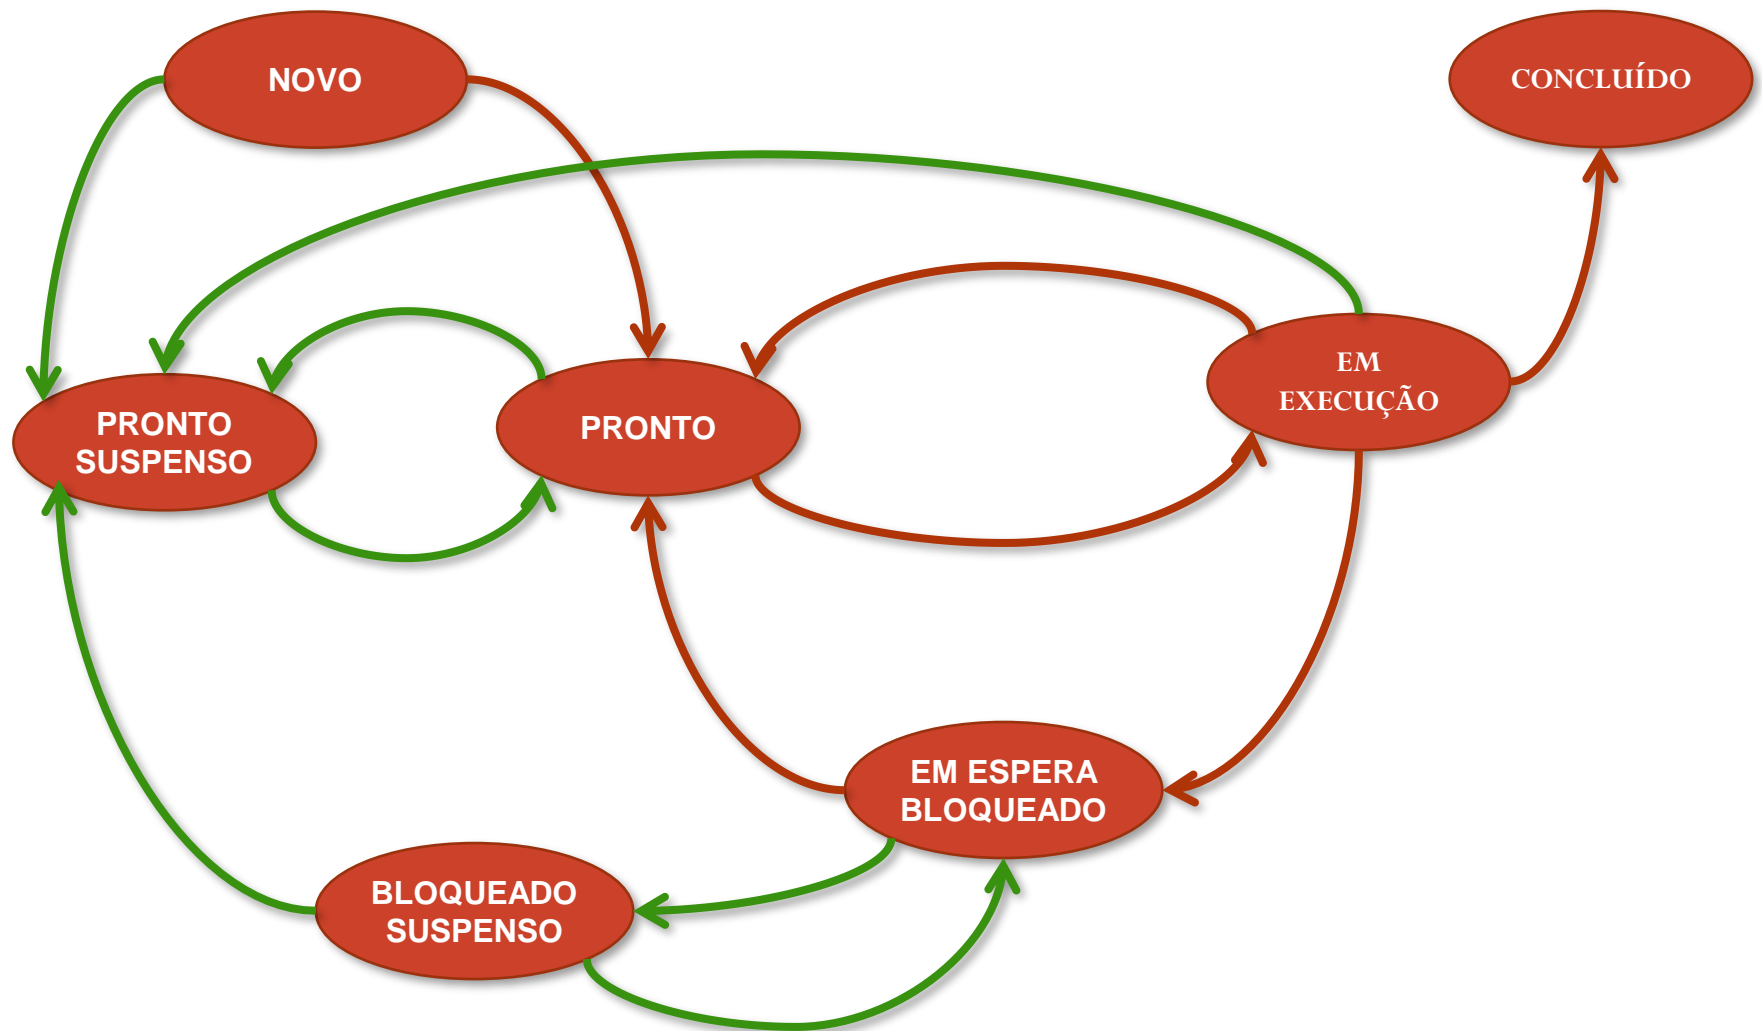 NOVO
CONCLUÍDO
EM
EXECUÇÃO
PRONTO
SUSPENSO
PRONTO
EM ESPERA
BLOQUEADO
BLOQUEADO
SUSPENSO